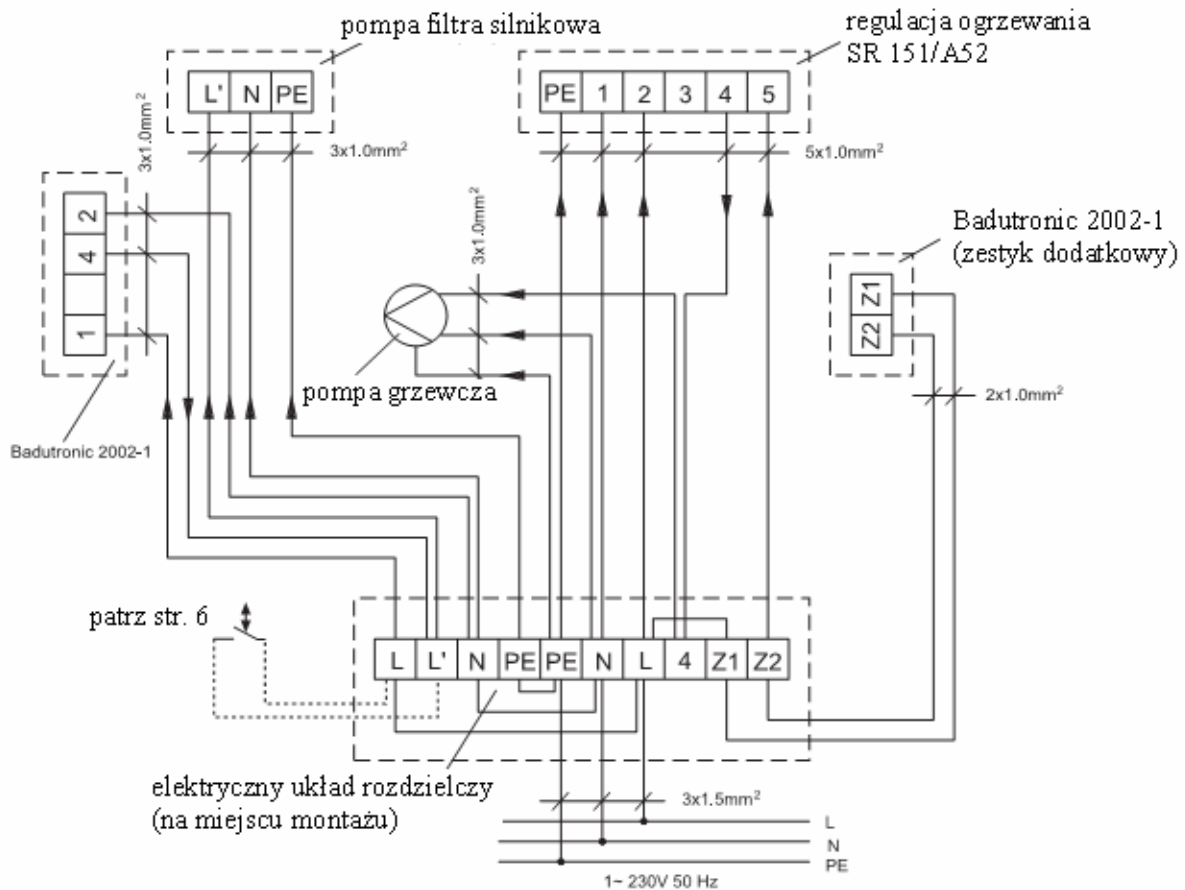 pompa filtra silnikowa
regulacja ogrzewania
SR 151/A52
L' N PE
PE 1 2 3 4 5
3x1.0mm²
3x1.0mm²
5x1.0mm²
2
4
1
Badutronic 2002-1
(zestyk dodatkowy)
3x1.0mm²
Z1
Z2
pompa grzewcza
2x1.0mm²
Badutronic 2002-1
patrz str. 6
L L' N PE PE N L 4 Z1 Z2
elektryczny układ rozdzielczy
(na miejscu montażu)
3x1.5mm²
L
N
PE
1~ 230V 50 Hz